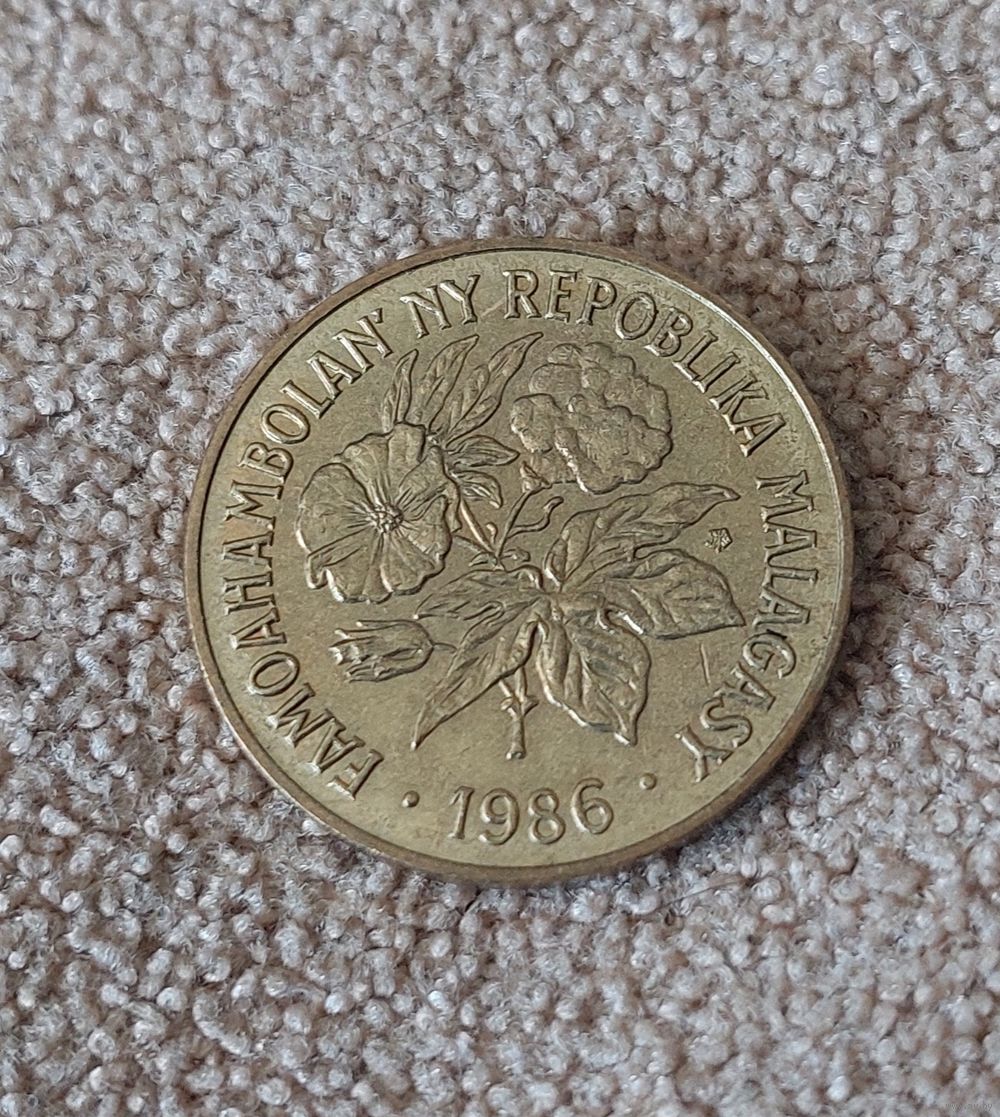 FAMOAHAMBOLAN' NY REPOBLIKA MALAGASY
· 1986 ·